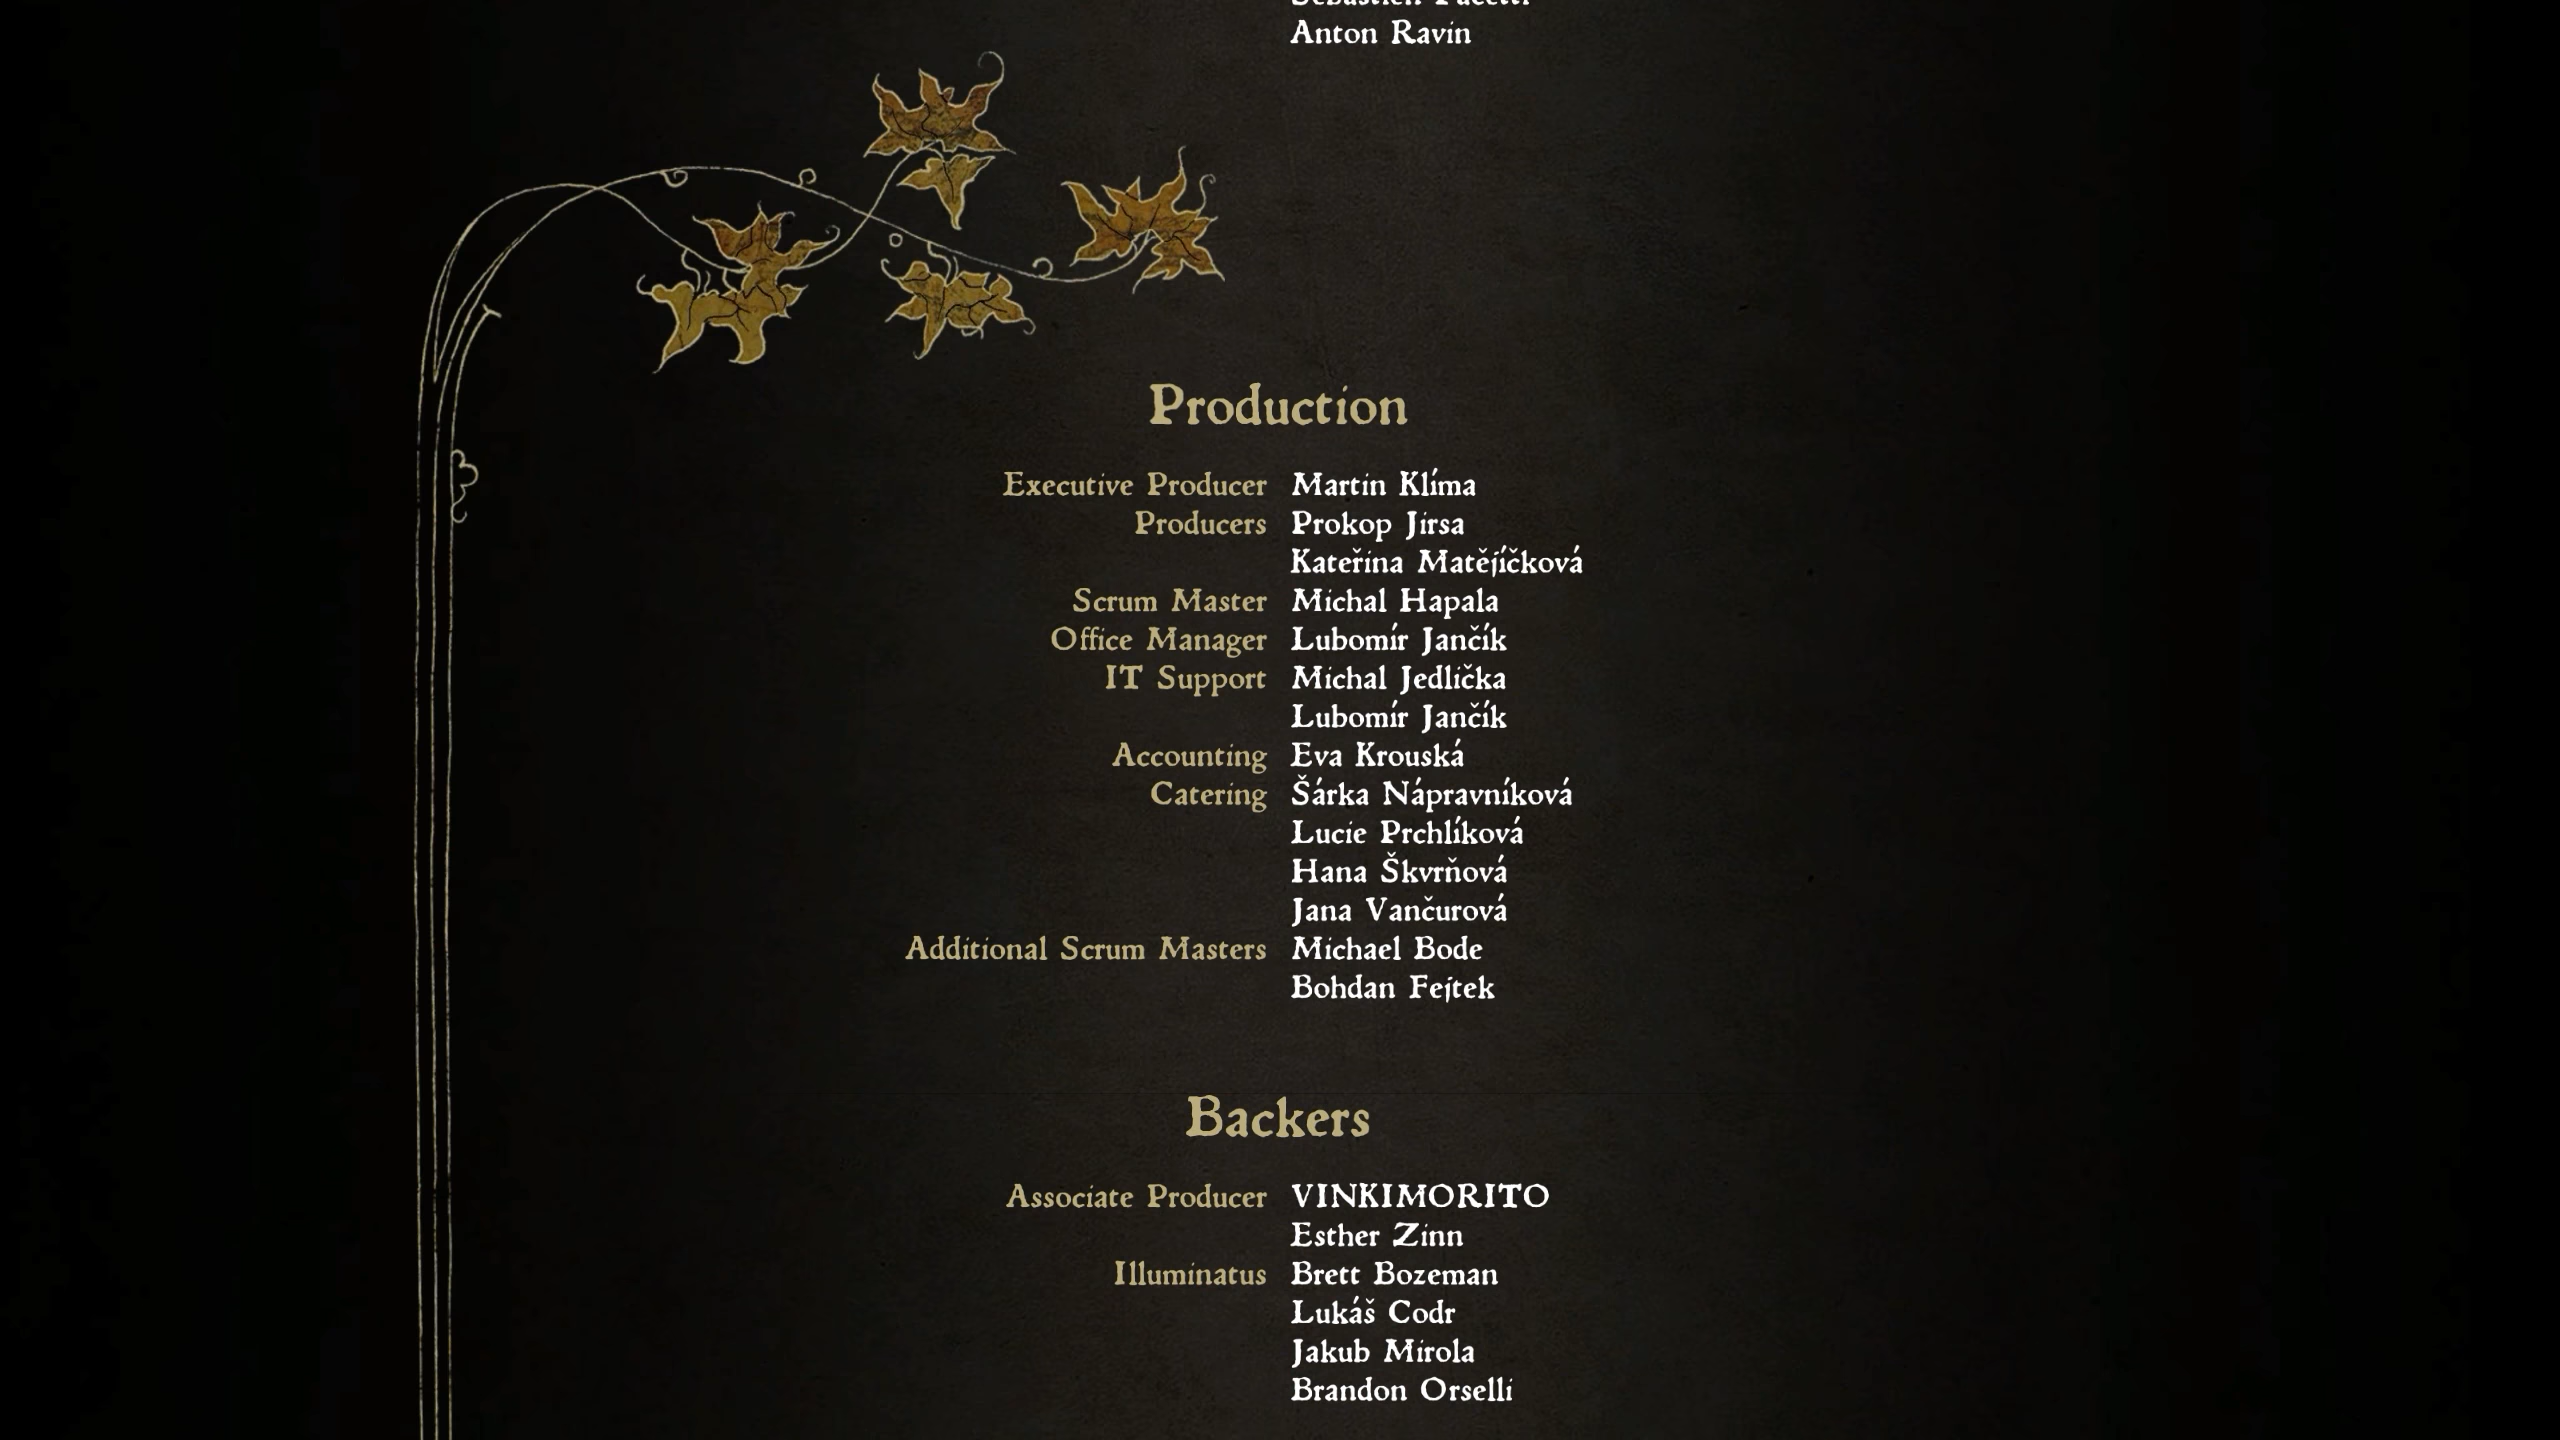 Anton Ravin
Production
Executive Producer Martin Klíma
Producers Prokop Jirsa
Kateřina Matějíčková
Scrum Master Michal Hapala
Office Manager Lubomír Jančík
IT Support Michal Jedlička
Lubomír Jančík
Accounting Eva Krouská
Catering Šárka Nápravníková
Lucie Prchlíková
Hana Škvrňová
Jana Vančurová
Additional Scrum Masters Michael Bode
Bohdan Fejtek
Backers
Associate Producer VINKIMORITO
Esther Zinn
Illuminatus Brett Bozeman
Lukáš Codr
Jakub Mirola
Brandon Orselli